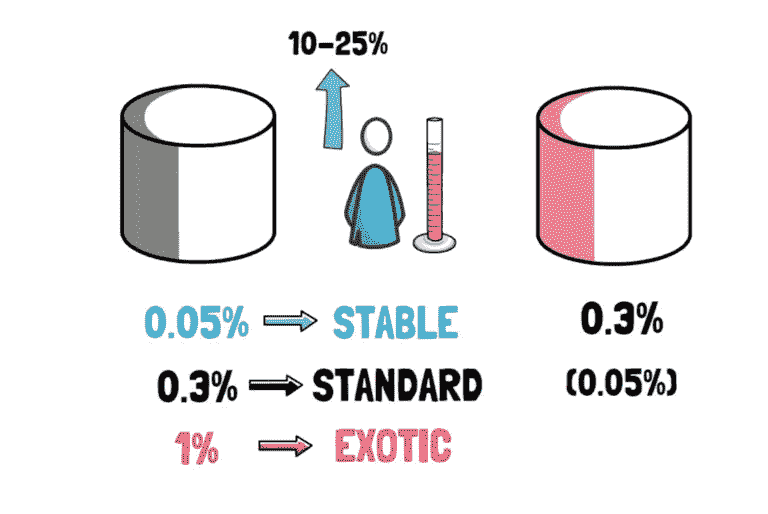 10–25%
0.05% → STABLE
0.3% → STANDARD
1% → EXOTIC
0.3%
(0.05%)